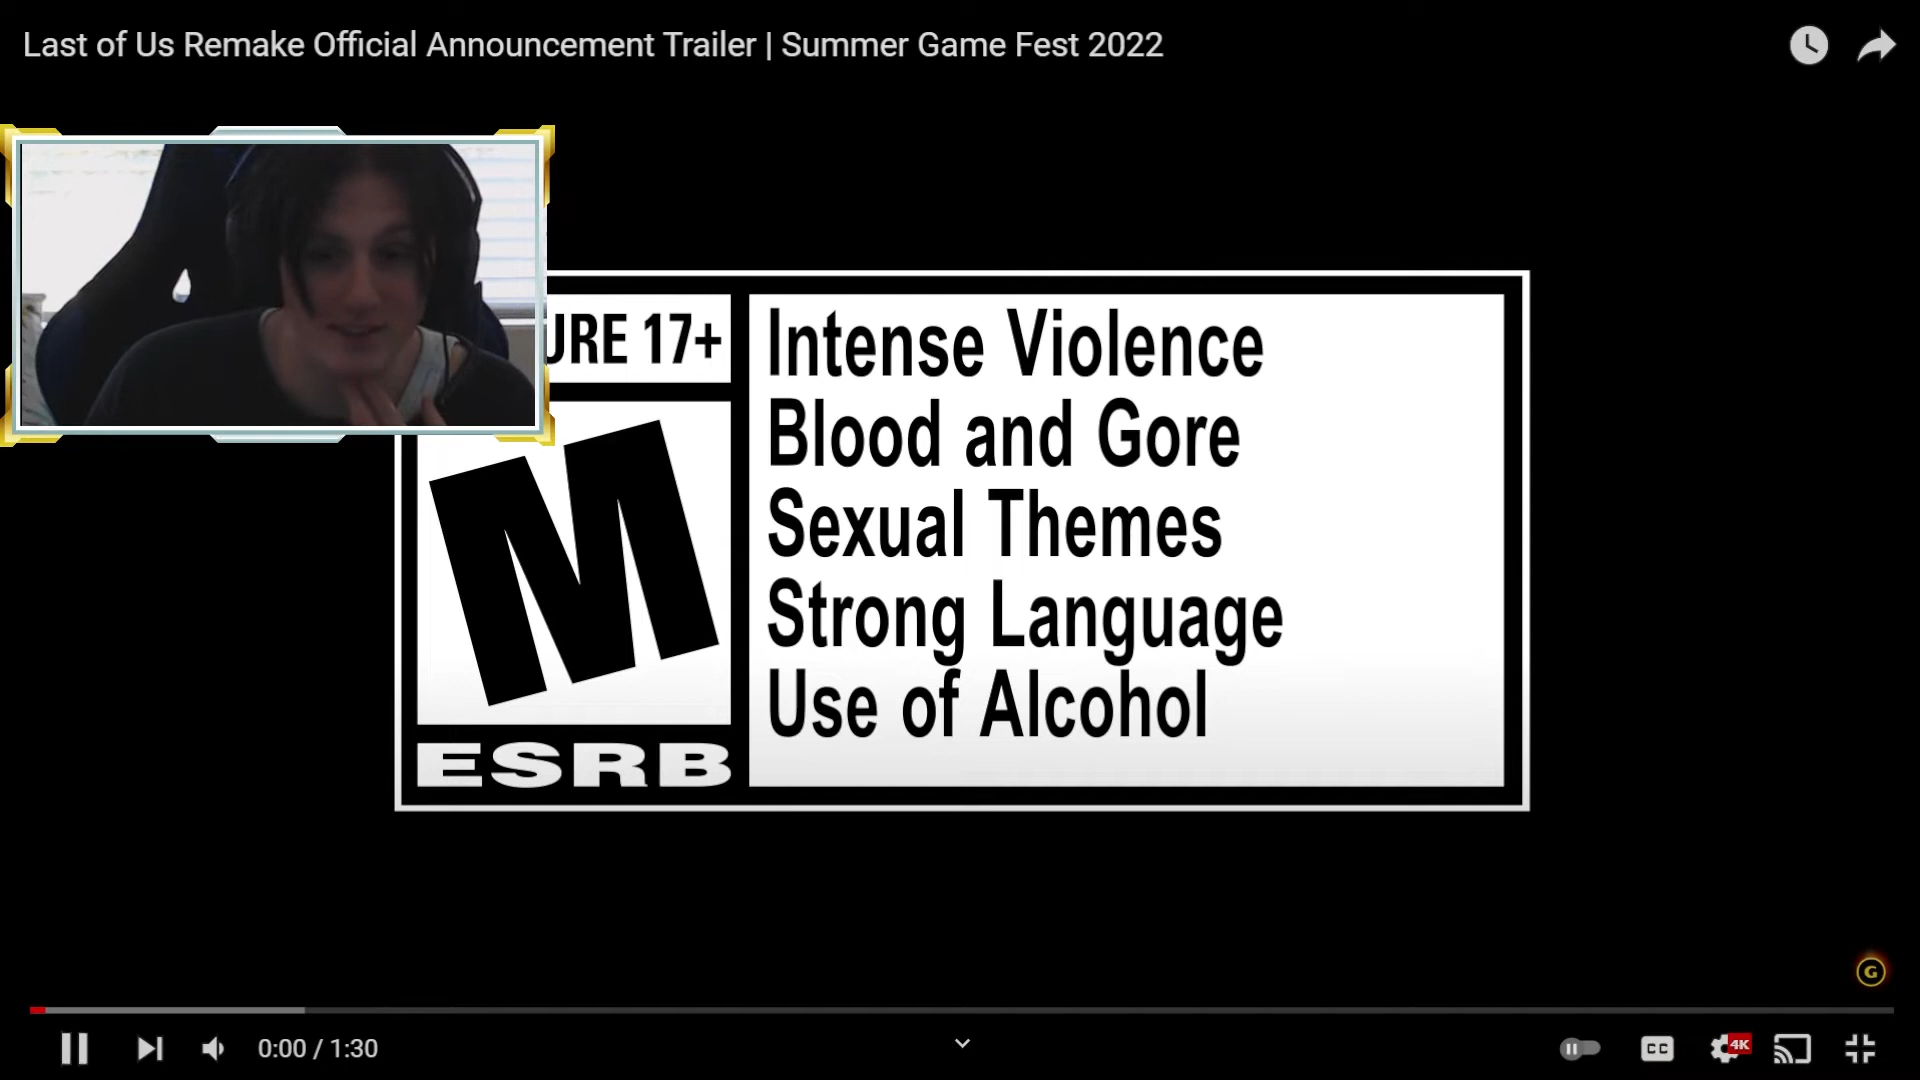 Last of Us Remake Official Announcement Trailer | Summer Game Fest 2022
URE 17+
M
ESRB
Intense Violence
Blood and Gore
Sexual Themes
Strong Language
Use of Alcohol
G
0:00 / 1:30
CC
4K